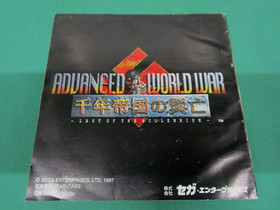 ADVANCED WORLD WAR
千年帝国の興亡
- LAST OF THE MILLENNIUM -
TM
© SEGA ENTERPRISES, LTD. 1997
株式会社 セガ・エンタープライゼス